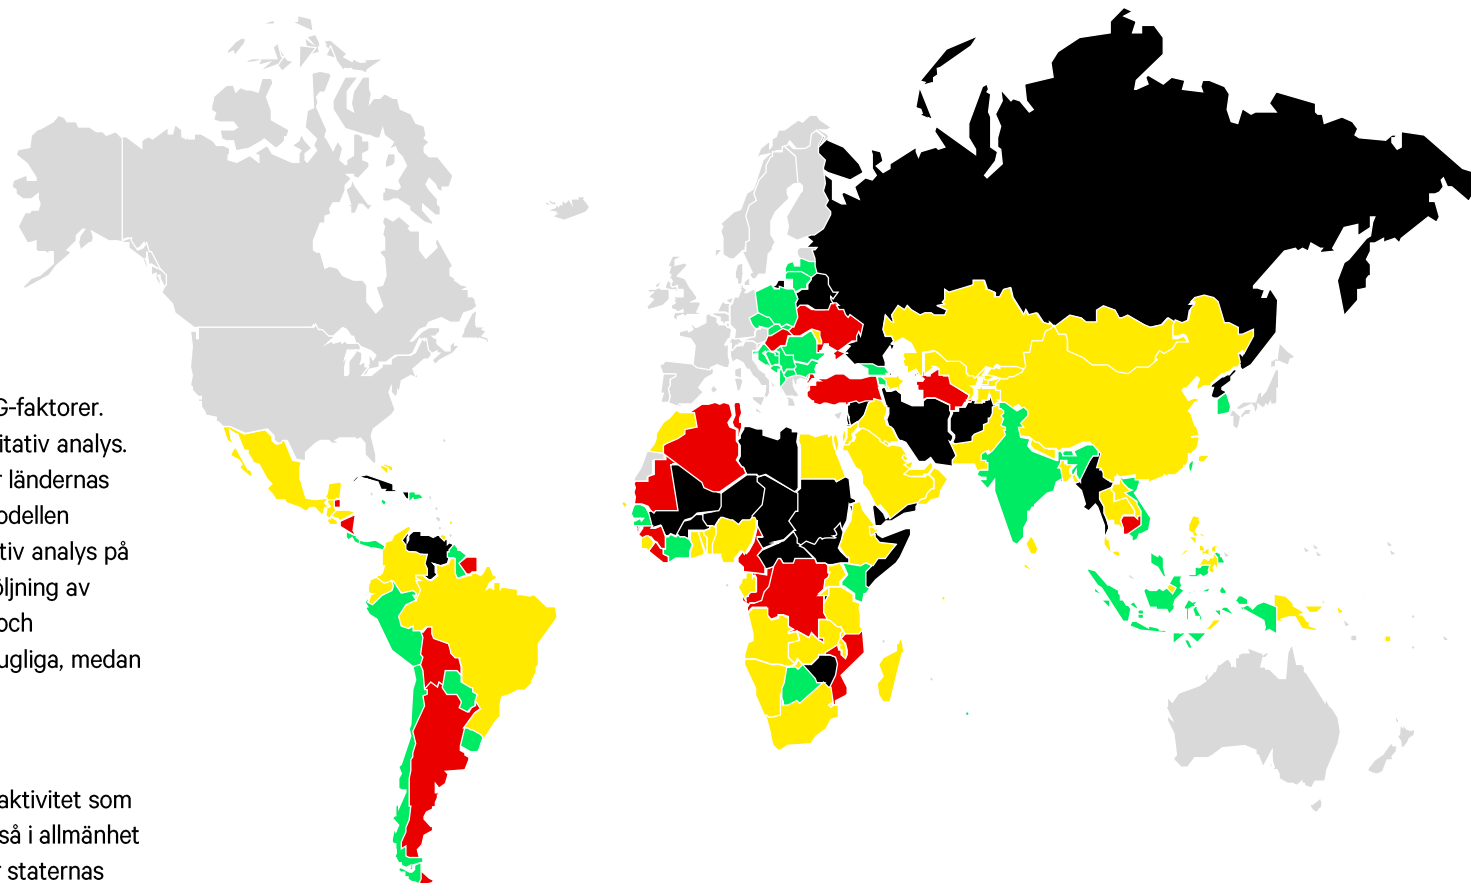 G-faktorer.
itativ analys.
r ländernas
odellen
tiv analys på
öljning av
och
ugliga, medan
aktivitet som
så i allmänhet
r staternas